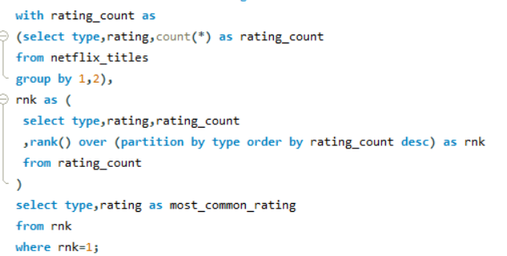 with rating_count as
(select type,rating,count(*) as rating_count
from netflix_titles
group by 1,2),
rnk as (
select type,rating,rating_count
,rank() over (partition by type order by rating_count desc) as rnk
from rating_count
)
select type,rating as most_common_rating
from rnk
where rnk=1;